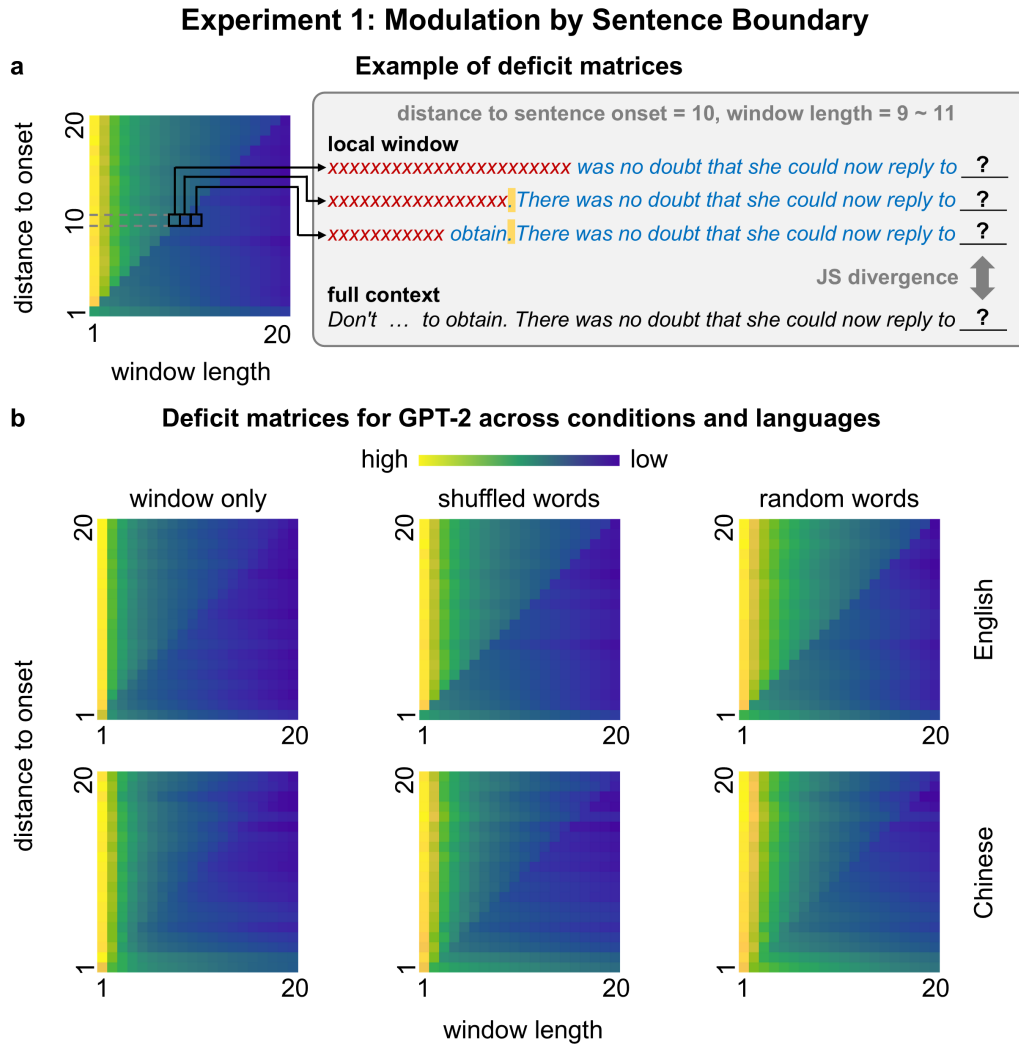 Experiment 1: Modulation by Sentence Boundary
a
Example of deficit matrices
distance to onset
20
10
1
1
20
window length
distance to sentence onset = 10, window length = 9 ~ 11
local window
xxxxxxxxxxxxxxxxxxxxxxx was no doubt that she could now reply to ?
xxxxxxxxxxxxxxxxx. There was no doubt that she could now reply to ?
xxxxxxxxxxx obtain. There was no doubt that she could now reply to ?
JS divergence
full context
Don't … to obtain. There was no doubt that she could now reply to ?
b
Deficit matrices for GPT-2 across conditions and languages
high low
window only shuffled words random words
20 20 20
English
1 1 1
1 20 1 20 1 20
distance to onset
20 20 20
Chinese
1 1 1
1 20 1 20 1 20
window length